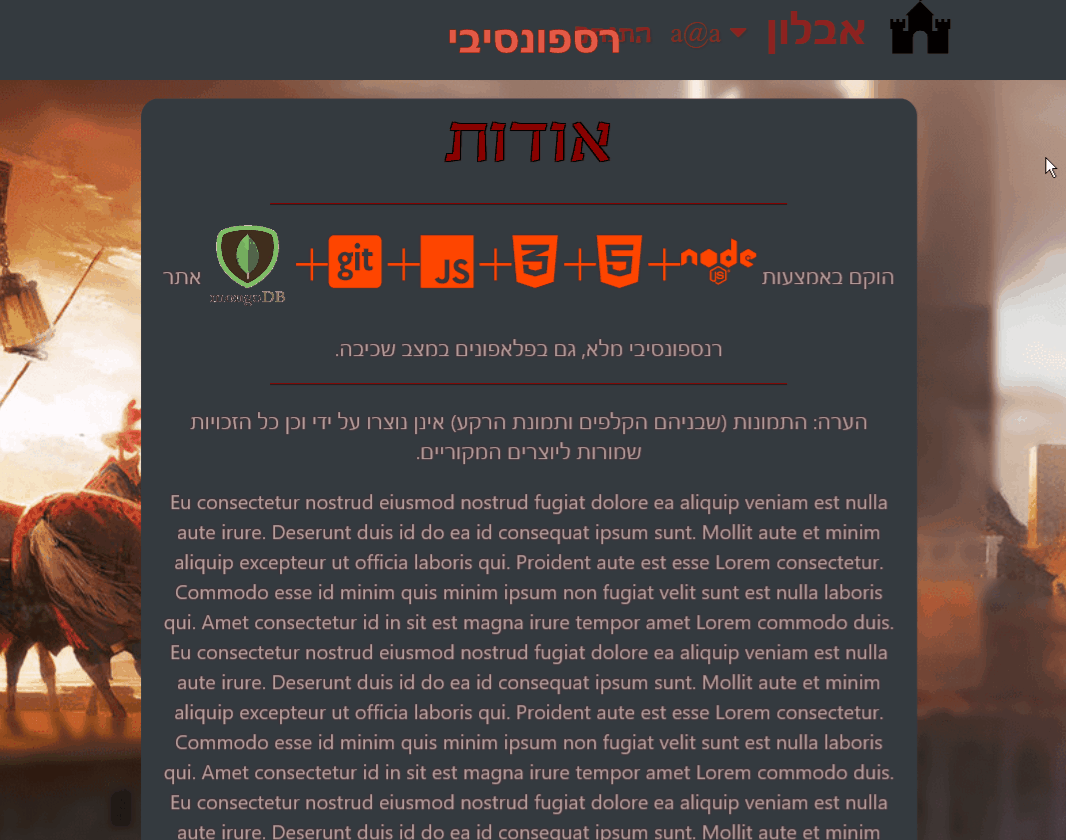 אבלון
a@a
רספונסיבי
אודות
הוקם באמצעות node JS + 5 + 3 + JS + git + mongoDB אתר
רנספונסיבי מלא, גם בפלאפונים במצב שכיבה.
הערה: התמונות (שבניהם הקלפים ותמונת הרקע) אינן נוצרו על ידי וכן כל הזכויות
שמורות ליוצרים המקוריים.
Eu consectetur nostrud eiusmod nostrud fugiat dolore ea aliquip veniam est nulla
aute irure. Deserunt duis id do ea id consequat ipsum sunt. Mollit aute et minim
aliquip excepteur ut officia laboris qui. Proident aute est esse Lorem consectetur.
Commodo esse id minim quis minim ipsum non fugiat velit sunt est nulla laboris
qui. Amet consectetur id in sit est magna irure tempor amet Lorem commodo duis.
Eu consectetur nostrud eiusmod nostrud fugiat dolore ea aliquip veniam est nulla
aute irure. Deserunt duis id do ea id consequat ipsum sunt. Mollit aute et minim
aliquip excepteur ut officia laboris qui. Proident aute est esse Lorem consectetur.
Commodo esse id minim quis minim ipsum non fugiat velit sunt est nulla laboris
qui. Amet consectetur id in sit est magna irure tempor amet Lorem commodo duis.
Eu consectetur nostrud eiusmod nostrud fugiat dolore ea aliquip veniam est nulla
aute irure. Deserunt duis id do ea id consequat ipsum sunt. Mollit aute et minim